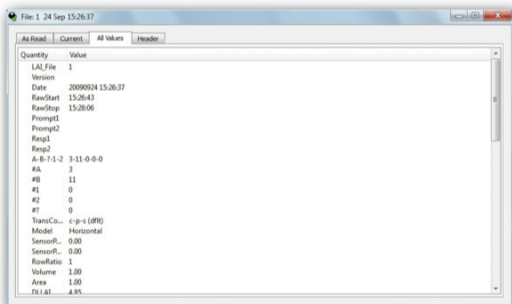 File: 1 24 Sep 15:26:37
As Read Current All Values Header
Quantity Value
LAI_File 1
Version
Date 20090924 15:26:37
RawStart 15:26:43
RawStop 15:28:06
Prompt1
Prompt2
Resp1
Resp2
A-B-?-1-2 3-11-0-0-0
#A 3
#B 11
#1 0
#2 0
#? 0
TransCo... c-p-s (dflt)
Model Horizontal
SensorR... 0.00
SensorR... 0.00
RowRatio 1
Volume 1.00
Area 1.00
DLLAI 4.85